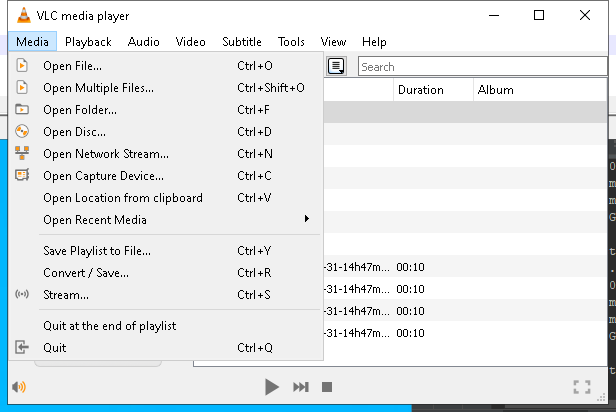 VLC media player
Media Playback Audio Video Subtitle Tools View Help
Open File... Ctrl+O
Open Multiple Files... Ctrl+Shift+O
Open Folder... Ctrl+F
Open Disc... Ctrl+D
Open Network Stream... Ctrl+N
Open Capture Device... Ctrl+C
Open Location from clipboard Ctrl+V
Open Recent Media
Save Playlist to File... Ctrl+Y
Convert / Save... Ctrl+R
Stream... Ctrl+S
Quit at the end of playlist
Quit Ctrl+Q
Search
Duration Album
-31-14h47m... 00:10
-31-14h47m... 00:10
-31-14h47m... 00:10
-31-14h47m... 00:10
0
m
m
G
t
.
0
m
m
G
t